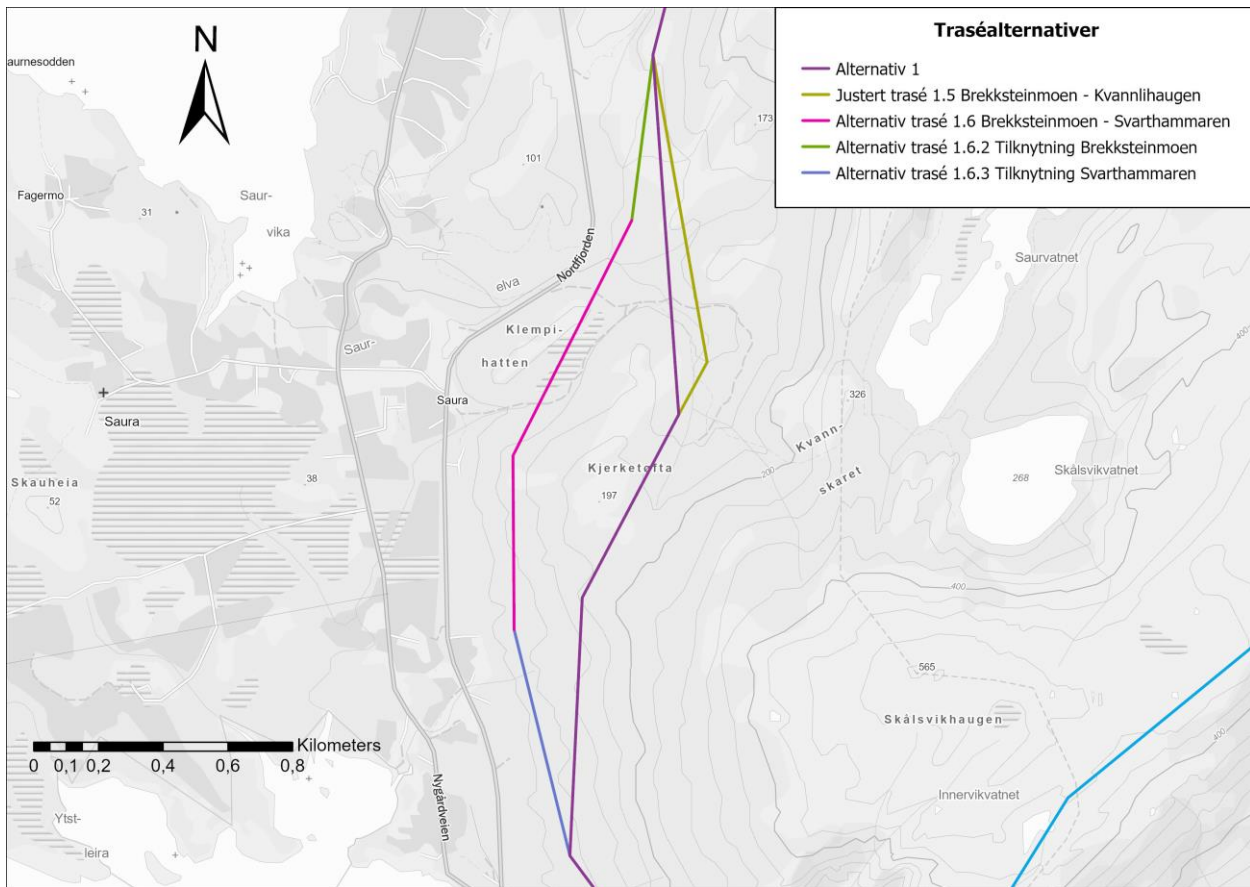 Traséalternativer
Alternativ 1
Justert trasé 1.5 Brekksteinmoen - Kvannlihaugen
Alternativ trasé 1.6 Brekksteinmoen - Svarthammaren
Alternativ trasé 1.6.2 Tilknytning Brekksteinmoen
Alternativ trasé 1.6.3 Tilknytning Svarthammaren
N
aurnesodden
173
101
Fagermo
Saur-
31
vika
Nordfjorden
Saurvatnet
elva
400
Klempi-
Saur-
hatten
Saura
326
Saura
Kvann-
Kjerketofta
200
skaret
Skålsvikvatnet
Skauheia
38
268
52
197
400
565
Skålsvikhaugen
Kilometers
0 0,1 0,2 0,4 0,6 0,8
400
Nygårdveien
Innervikvatnet
Ytst-
leira